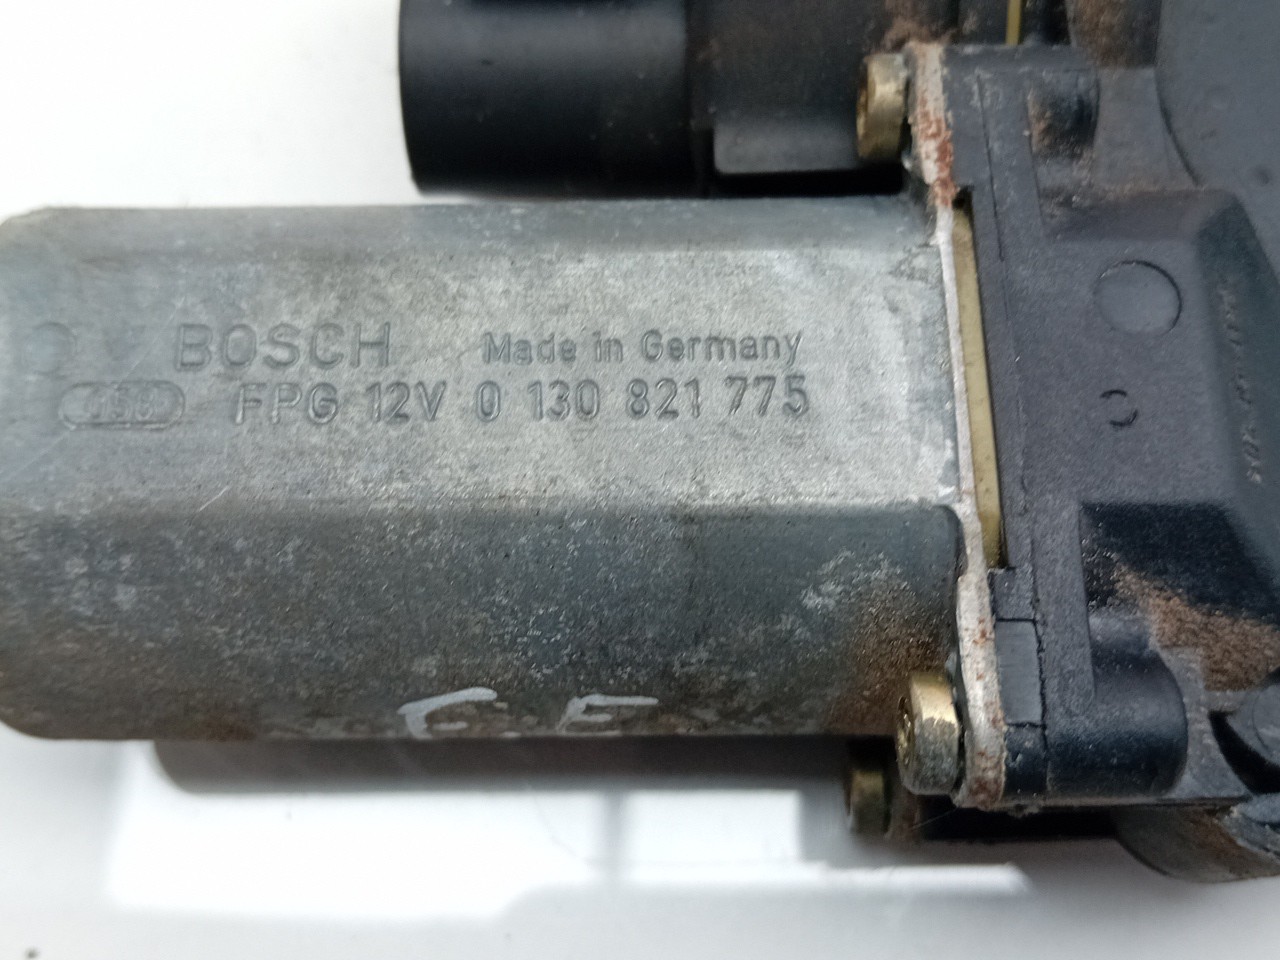 BOSCH Made in Germany
FPG 12V 0 130 821 775
C.E